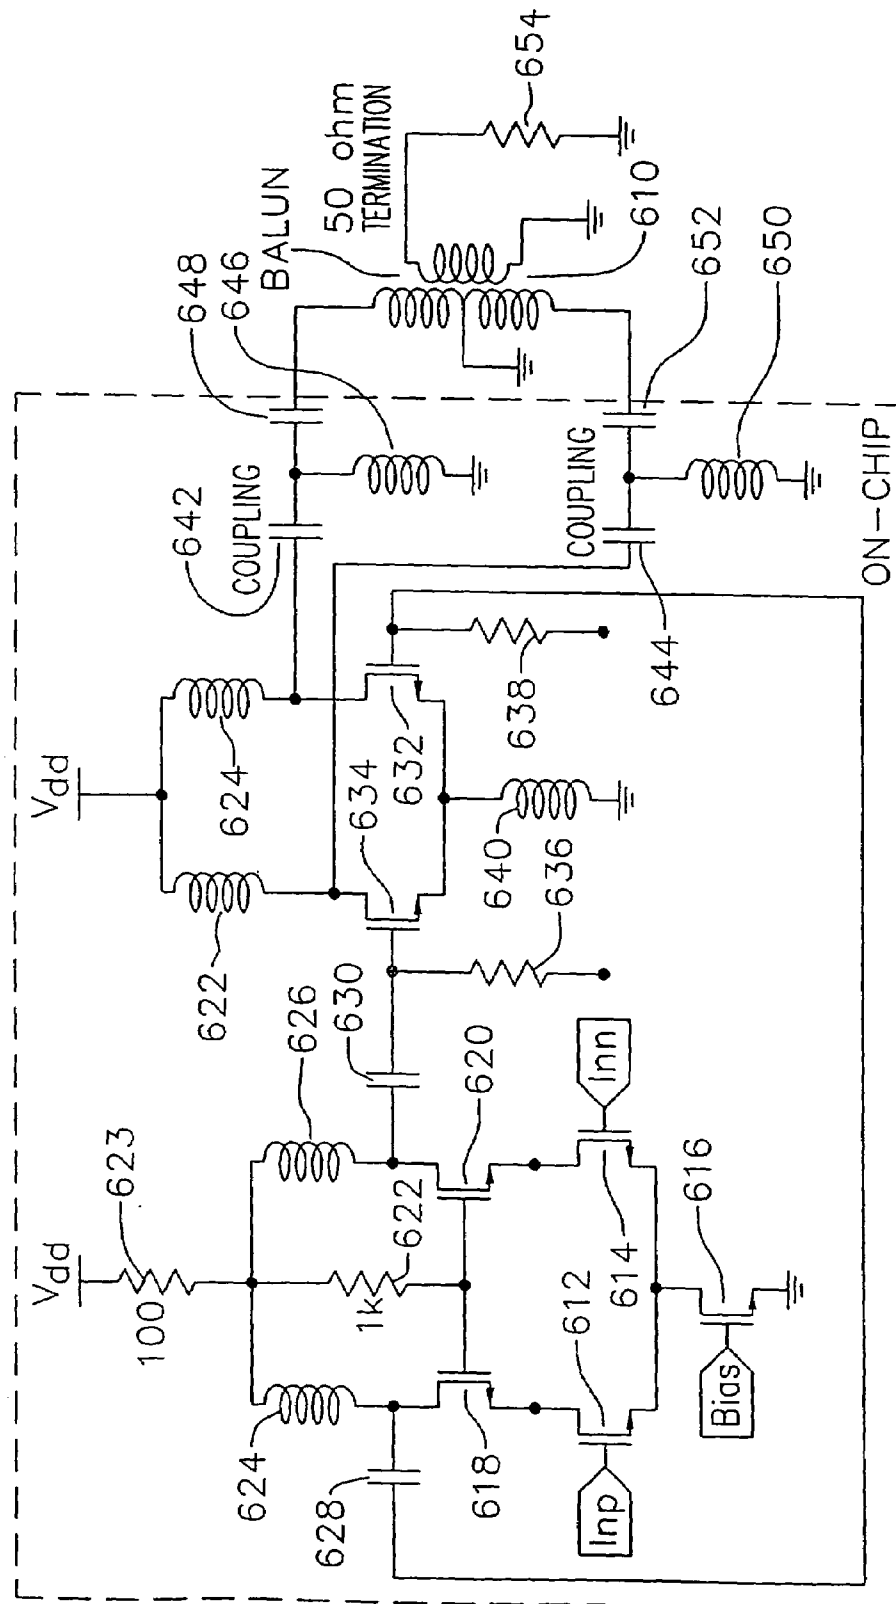 Vdd
Vdd
100
623
624
626
1k
622
628
630
618
620
612
614
Inp
Inn
616
Bias
622
624
634
632
636
638
640
642
COUPLING
648
646
BALUN
50 ohm
TERMINATION
654
610
652
650
COUPLING
644
ON-CHIP